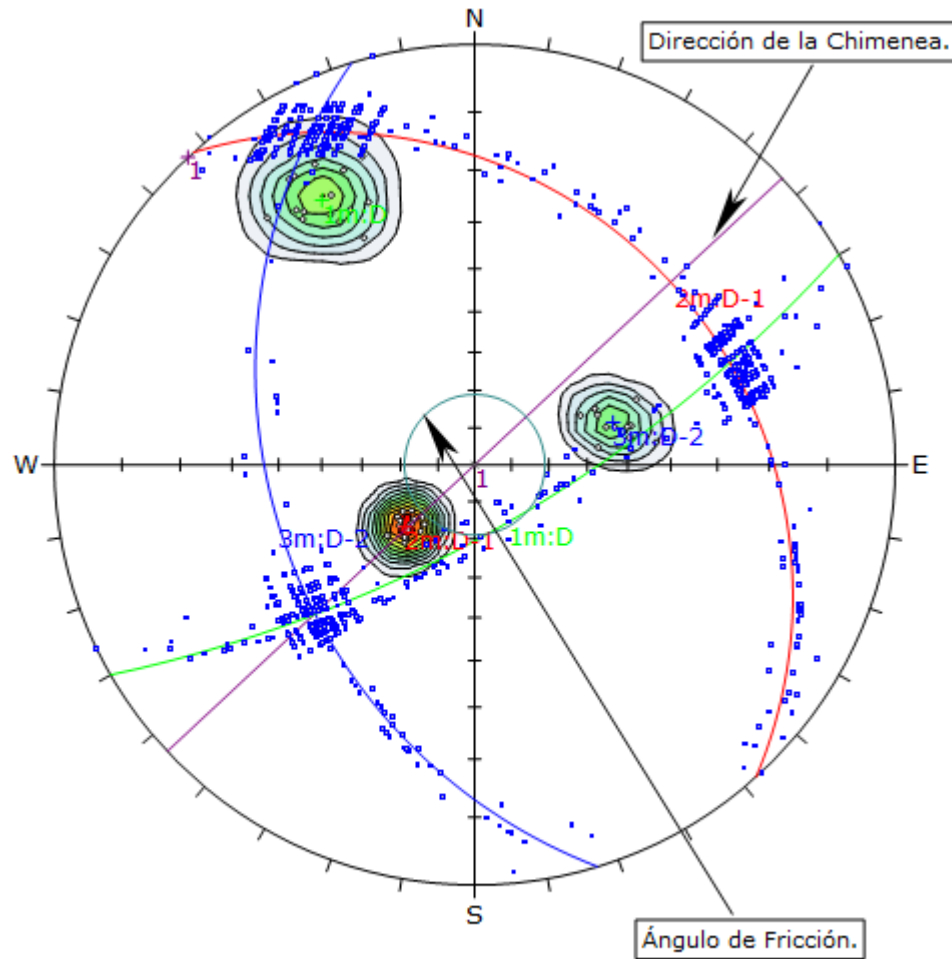 N
Dirección de la Chimenea.
1
1m:D
2m:D-1
3m:D-2
W
E
1
3m:D-2
2m:D-1
1m:D
S
Ángulo de Fricción.